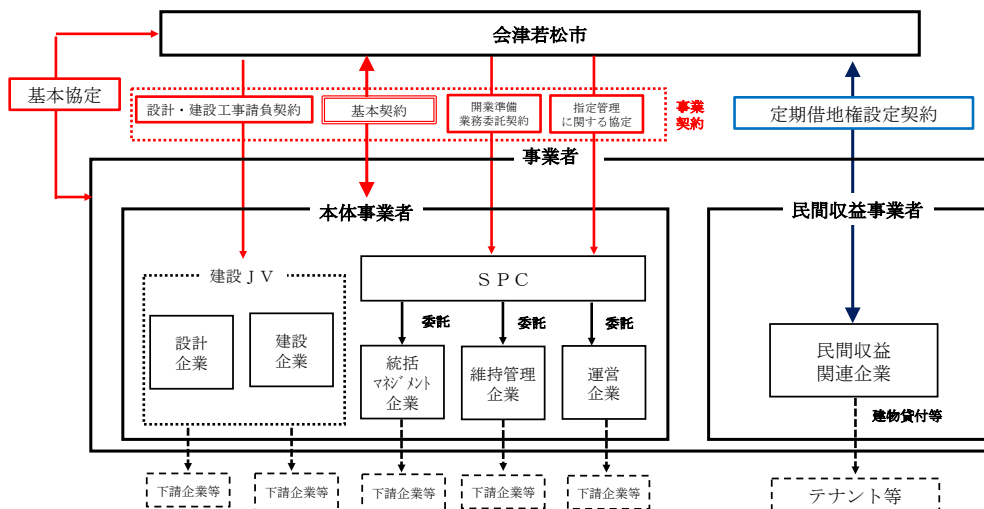 会津若松市
基本協定
設計・建設工事請負契約
基本契約
開業準備
業務委託契約
指定管理
に関する協定
事業
契約
定期借地権設定契約
事業者
本体事業者
民間収益事業者
建設ＪＶ
ＳＰＣ
委託
委託
委託
設計
企業
建設
企業
統括
ﾏﾈｼﾞﾒﾝﾄ
企業
維持管理
企業
運営
企業
民間収益
関連企業
建物貸付等
下請企業等
下請企業等
下請企業等
下請企業等
下請企業等
テナント等